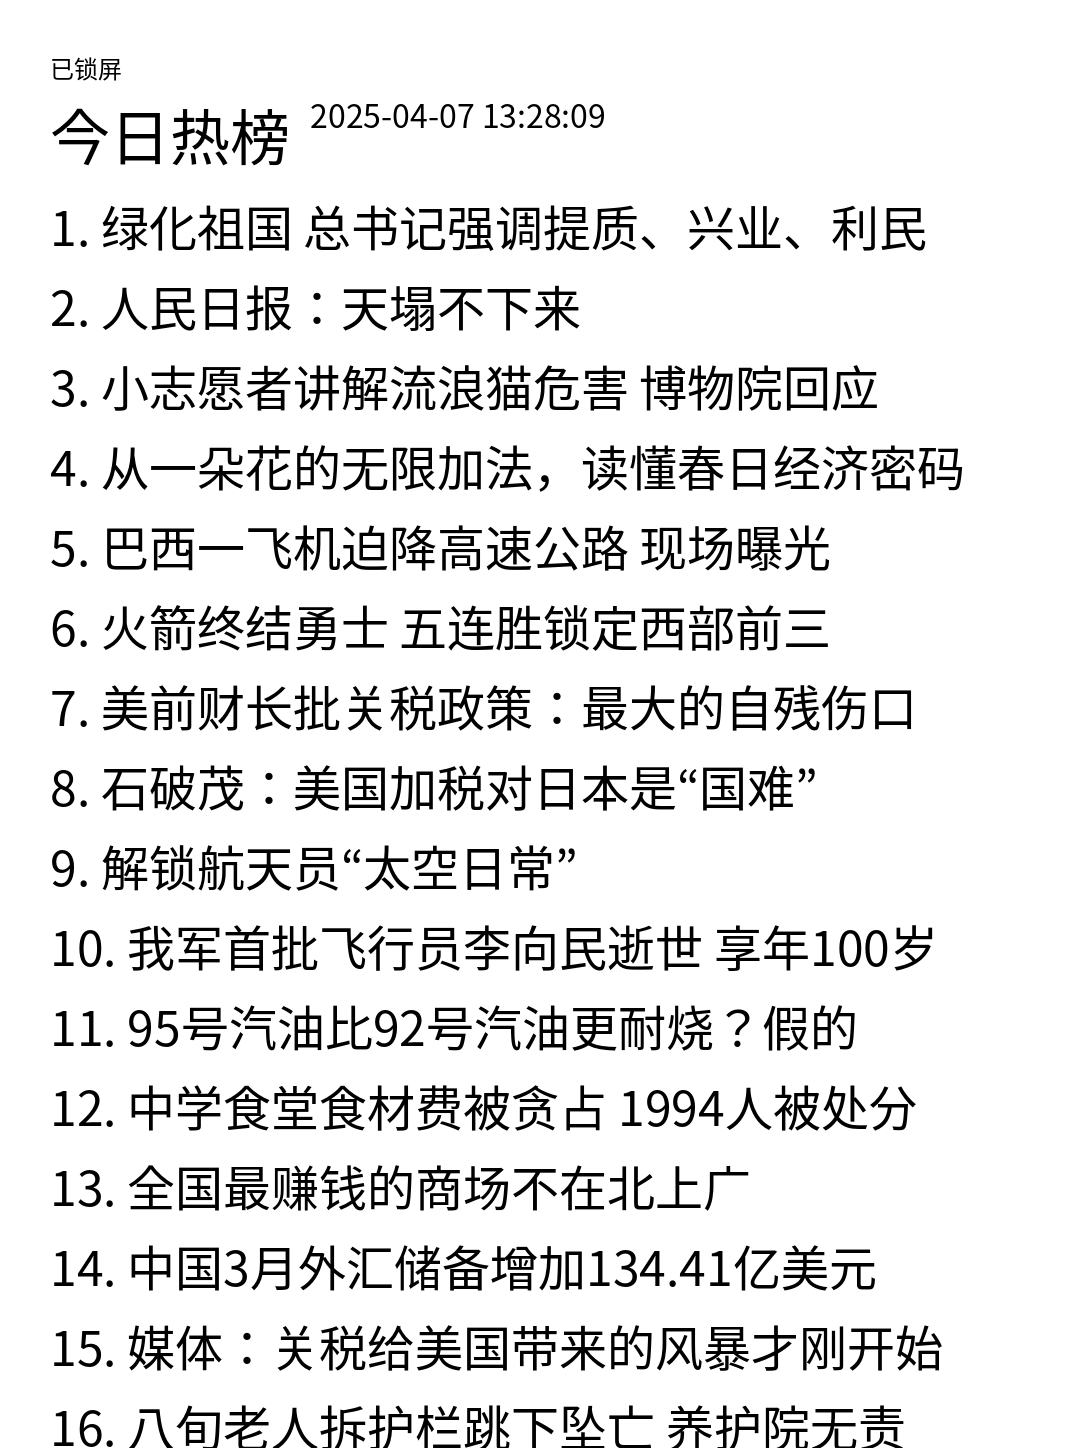 已锁屏
今日热榜 2025-04-07 13:28:09
1. 绿化祖国 总书记强调提质、兴业、利民
2. 人民日报：天塌不下来
3. 小志愿者讲解流浪猫危害 博物院回应
4. 从一朵花的无限加法，读懂春日经济密码
5. 巴西一飞机迫降高速公路 现场曝光
6. 火箭终结勇士 五连胜锁定西部前三
7. 美前财长批关税政策：最大的自残伤口
8. 石破茂：美国加税对日本是“国难”
9. 解锁航天员“太空日常”
10. 我军首批飞行员李向民逝世 享年100岁
11. 95号汽油比92号汽油更耐烧？假的
12. 中学食堂食材费被贪占 1994人被处分
13. 全国最赚钱的商场不在北上广
14. 中国3月外汇储备增加134.41亿美元
15. 媒体：关税给美国带来的风暴才刚开始
16. 八旬老人拆护栏跳下坠亡 养护院无责